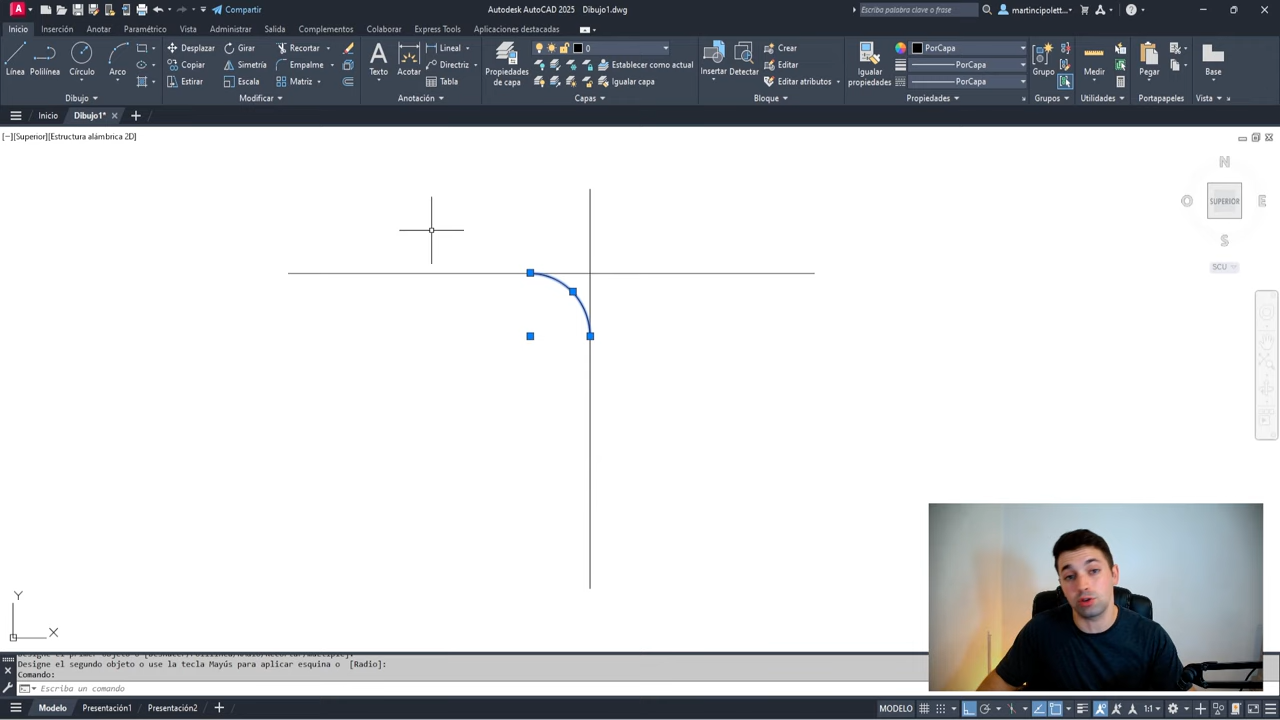 Compartir
Autodesk AutoCAD 2025 Dibujo1.dwg
Escriba palabra clave o frase
martincipolett...
Inicio Inserción Anotar Paramétrico Vista Administrar Salida Complementos Colaborar Express Tools Aplicaciones destacadas
Línea Polilínea Círculo Arco
Desplazar Girar Recortar
Copiar Simetría Empalme
Estirar Escala Matriz
Texto Acotar
Lineal
Directriz
Tabla
Propiedades de capa
0
Establecer como actual
Igualar capa
Insertar Detectar
Crear
Editar
Editar atributos
Igualar propiedades
PorCapa
PorCapa
PorCapa
Grupo
Medir
Pegar
Base
Dibujo Modificar Anotación Capas Bloque Propiedades Grupos Utilidades Portapapeles Vista
Inicio Dibujo1*
[−][Superior][Estructura alámbrica 2D]
N
O SUPERIOR E
S
SCU
Y
X
Designe el segundo objeto o use la tecla Mayús para aplicar esquina o [Radio]:
Comando:
Escriba un comando
Modelo Presentación1 Presentación2
MODELO 1:1